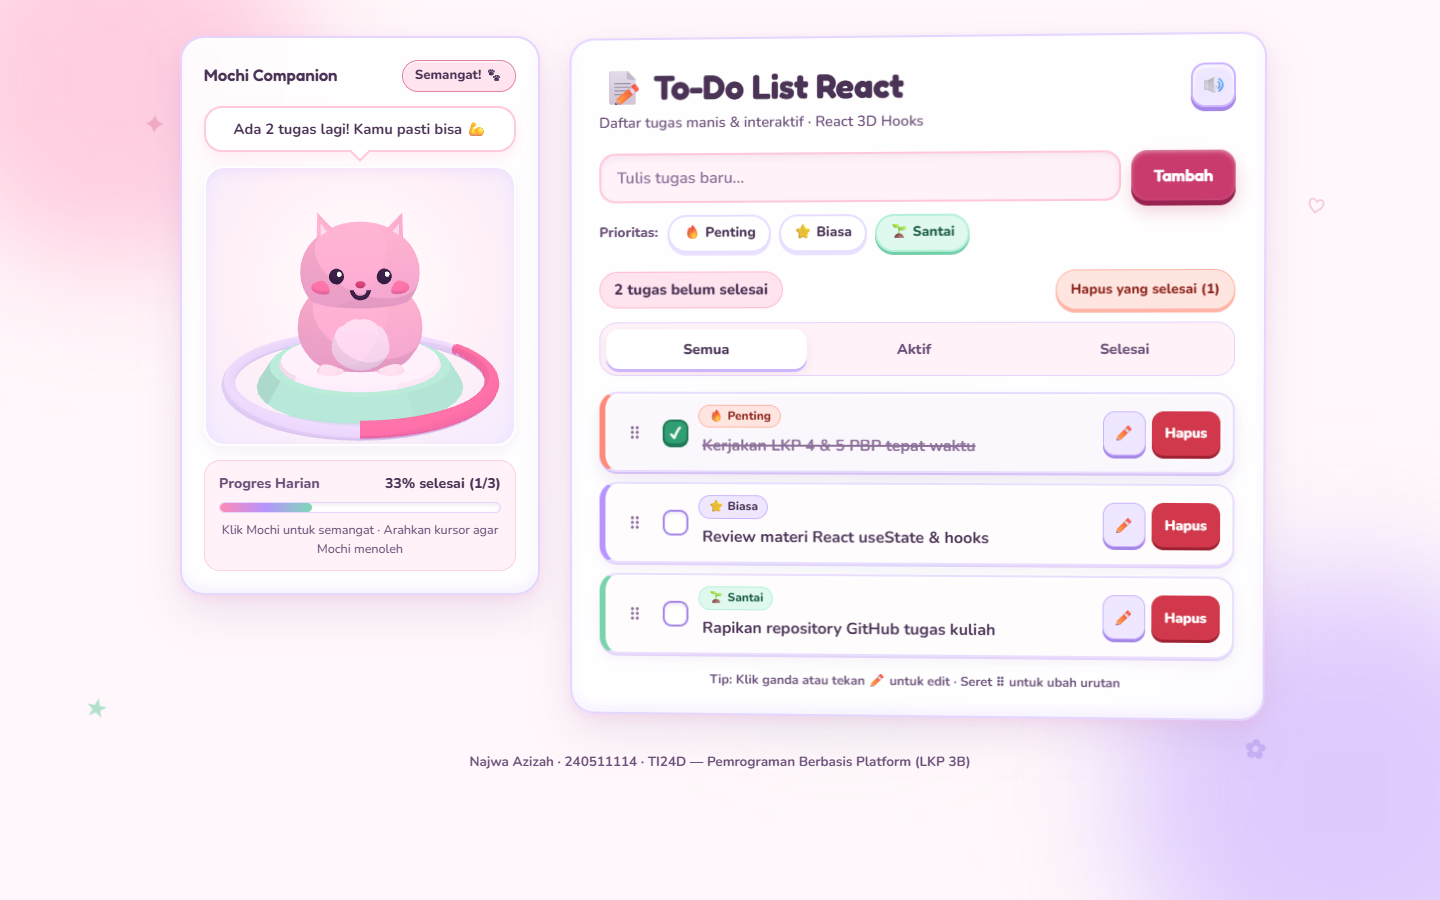 Mochi Companion
Semangat! 🐾
Ada 2 tugas lagi! Kamu pasti bisa 💪
Progres Harian
33% selesai (1/3)
Klik Mochi untuk semangat · Arahkan kursor agar
Mochi menoleh
📝 To-Do List React
Daftar tugas manis & interaktif · React 3D Hooks
Tulis tugas baru...
Tambah
Prioritas:
🔥 Penting
⭐ Biasa
🌱 Santai
2 tugas belum selesai
Hapus yang selesai (1)
Semua
Aktif
Selesai
🔥 Penting
Kerjakan LKP 4 & 5 PBP tepat waktu
Hapus
⭐ Biasa
Review materi React useState & hooks
Hapus
🌱 Santai
Rapikan repository GitHub tugas kuliah
Hapus
Tip: Klik ganda atau tekan ✏️ untuk edit · Seret ⠿ untuk ubah urutan
Najwa Azizah · 240511114 · TI24D — Pemrograman Berbasis Platform (LKP 3B)